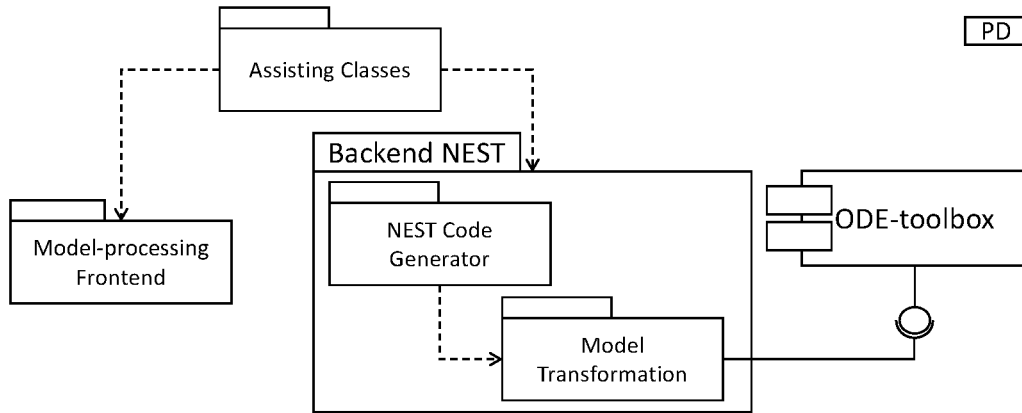 PD
Assisting Classes
Backend NEST
Model-processing
Frontend
NEST Code
Generator
ODE-toolbox
Model
Transformation